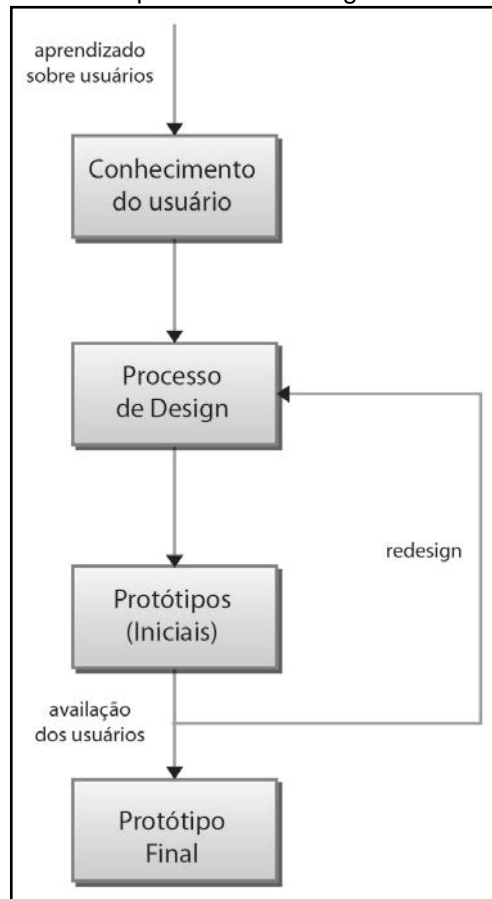 aprendizado
sobre usuários
Conhecimento
do usuário
Processo
de Design
redesign
Protótipos
(Iniciais)
availação
dos usuários
Protótipo
Final